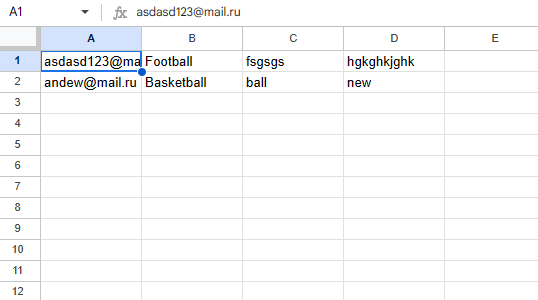 A1 fx asdasd123@mail.ru
A B C D E
1 asdasd123@ma Football fsgsgs hgkghkjghk
2 andew@mail.ru Basketball ball new
3
4
5
6
7
8
9
10
11
12